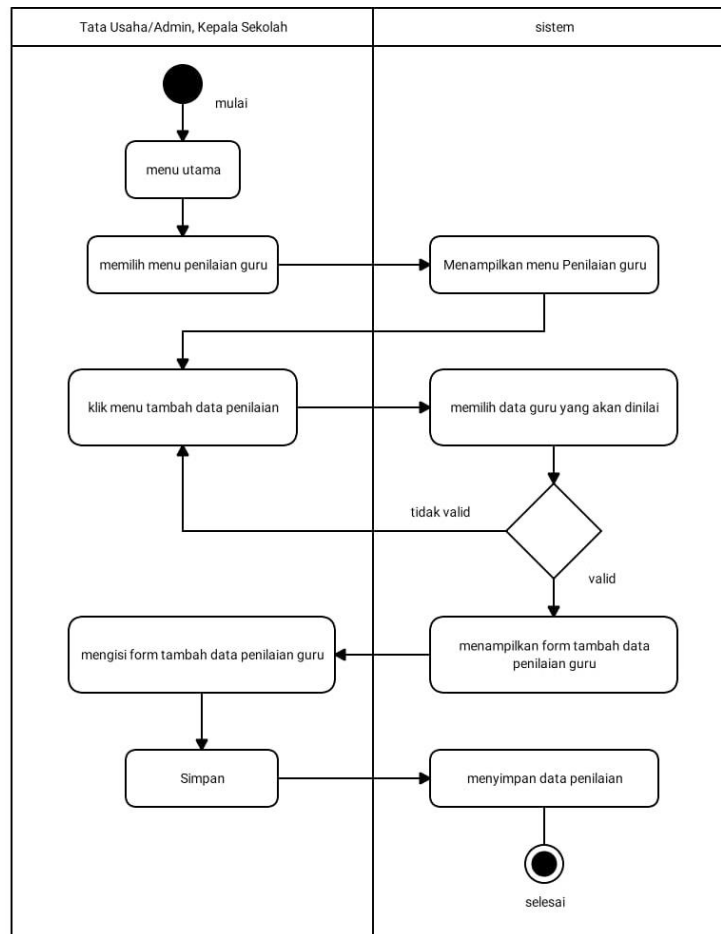 Tata Usaha/Admin, Kepala Sekolah
sistem
mulai
menu utama
memilih menu penilaian guru
Menampilkan menu Penilaian guru
klik menu tambah data penilaian
memilih data guru yang akan dinilai
tidak valid
valid
mengisi form tambah data penilaian guru
menampilkan form tambah data
penilaian guru
Simpan
menyimpan data penilaian
selesai